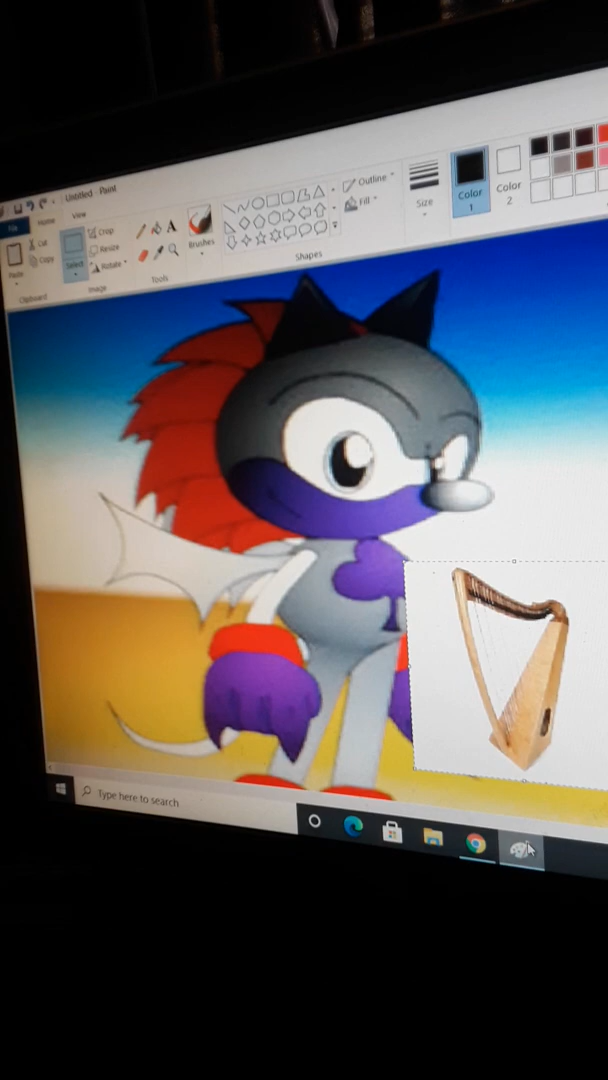 Untitled - Paint
File
Home
View
Paste
Cut
Copy
Clipboard
Select
Crop
Resize
Rotate
Image
A
Tools
Brushes
Shapes
Outline
Fill
Size
Color
1
Color
2
Type here to search